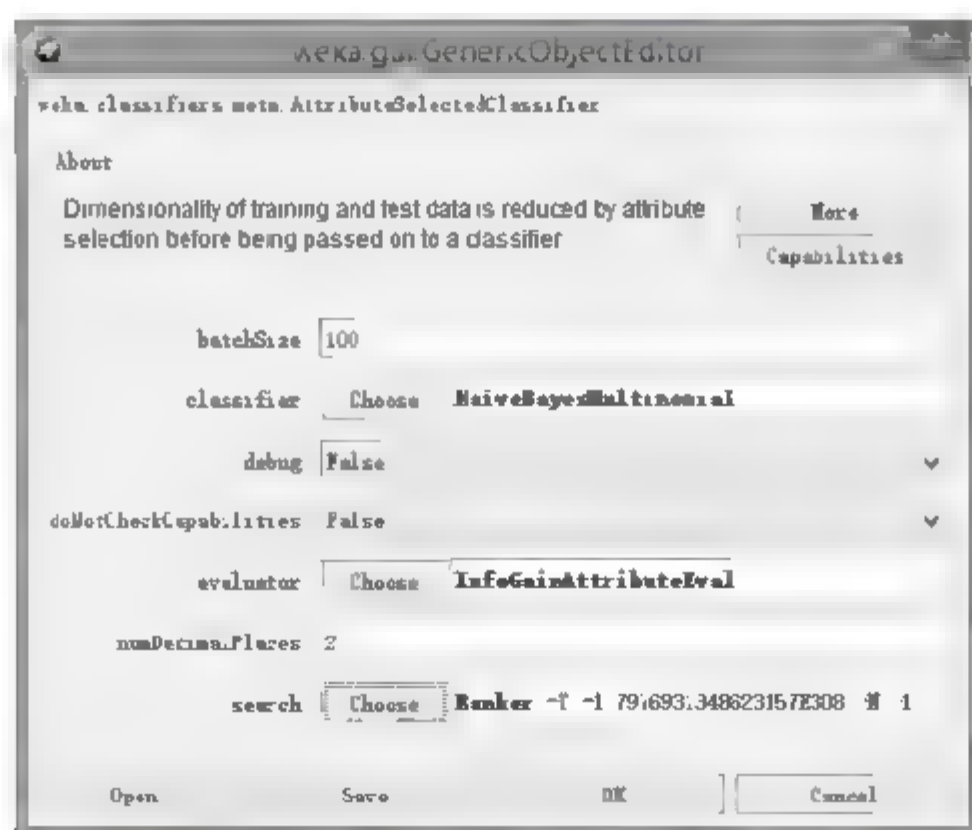 weka.gui.GenericObjectEditor
weka.classifiers.meta.AttributeSelectedClassifier
About
Dimensionality of training and test data is reduced by attribute
selection before being passed on to a classifier
More
Capabilities
batchSize 100
classifier Choose NaiveBayesMultinomial
debug False
doNotCheckCapabilities False
evaluator Choose InfoGainAttributeEval
numDecimalPlaces 2
search Choose Ranker -T -1.7976931348623157E308 -N -1
Open Save OK Cancel